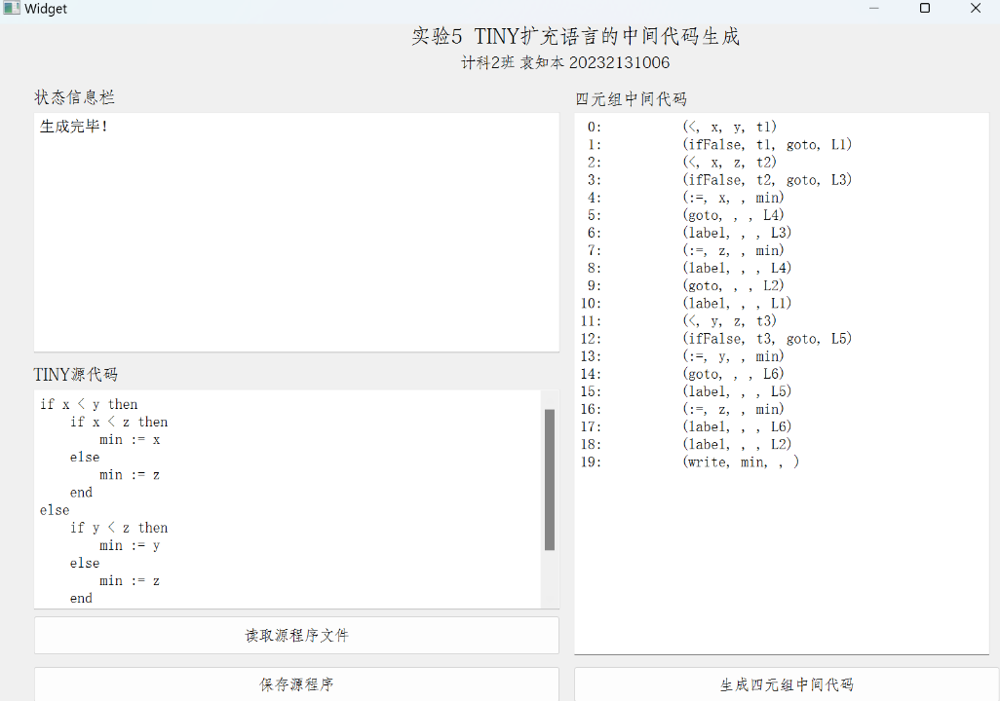 Widget
实验5 TINY扩充语言的中间代码生成
计科2班 袁知本 20232131006
状态信息栏
生成完毕!
TINY源代码
if x < y then
    if x < z then
        min := x
    else
        min := z
    end
else
    if y < z then
        min := y
    else
        min := z
    end
读取源程序文件
保存源程序
四元组中间代码
0: (<, x, y, t1)
1: (ifFalse, t1, goto, L1)
2: (<, x, z, t2)
3: (ifFalse, t2, goto, L3)
4: (:=, x, , min)
5: (goto, , , L4)
6: (label, , , L3)
7: (:=, z, , min)
8: (label, , , L4)
9: (goto, , , L2)
10: (label, , , L1)
11: (<, y, z, t3)
12: (ifFalse, t3, goto, L5)
13: (:=, y, , min)
14: (goto, , , L6)
15: (label, , , L5)
16: (:=, z, , min)
17: (label, , , L6)
18: (label, , , L2)
19: (write, min, , )
生成四元组中间代码